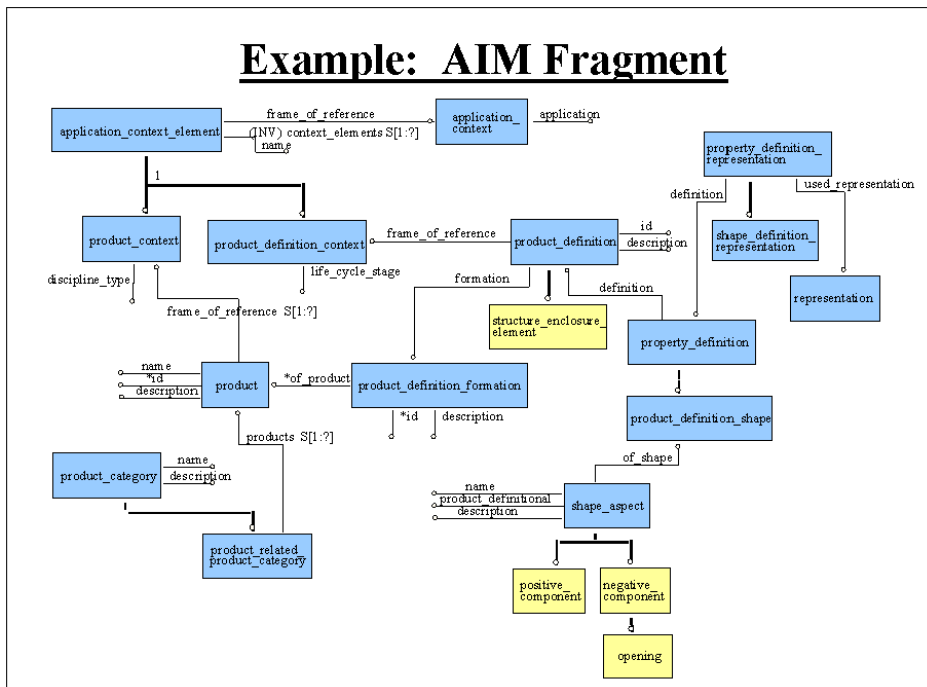 Example:  AIM Fragment
frame_of_reference
application_context_element
application_
context
application
(INV) context_elements S[1:?]
name
property_definition_
representation
1
definition
used_representation
product_context
product_definition_context
frame_of_reference
product_definition
id
description
shape_definition_
representation
discipline_type
life_cycle_stage
formation
definition
representation
frame_of_reference S[1:?]
structure_enclosure_
element
property_definition
name
*id
description
product
*of_product
product_definition_formation
*id
description
product_definition_shape
products S[1:?]
of_shape
product_category
name
description
name
product_definitional
description
shape_aspect
product_related_
product_category
positive_
component
negative_
component
opening